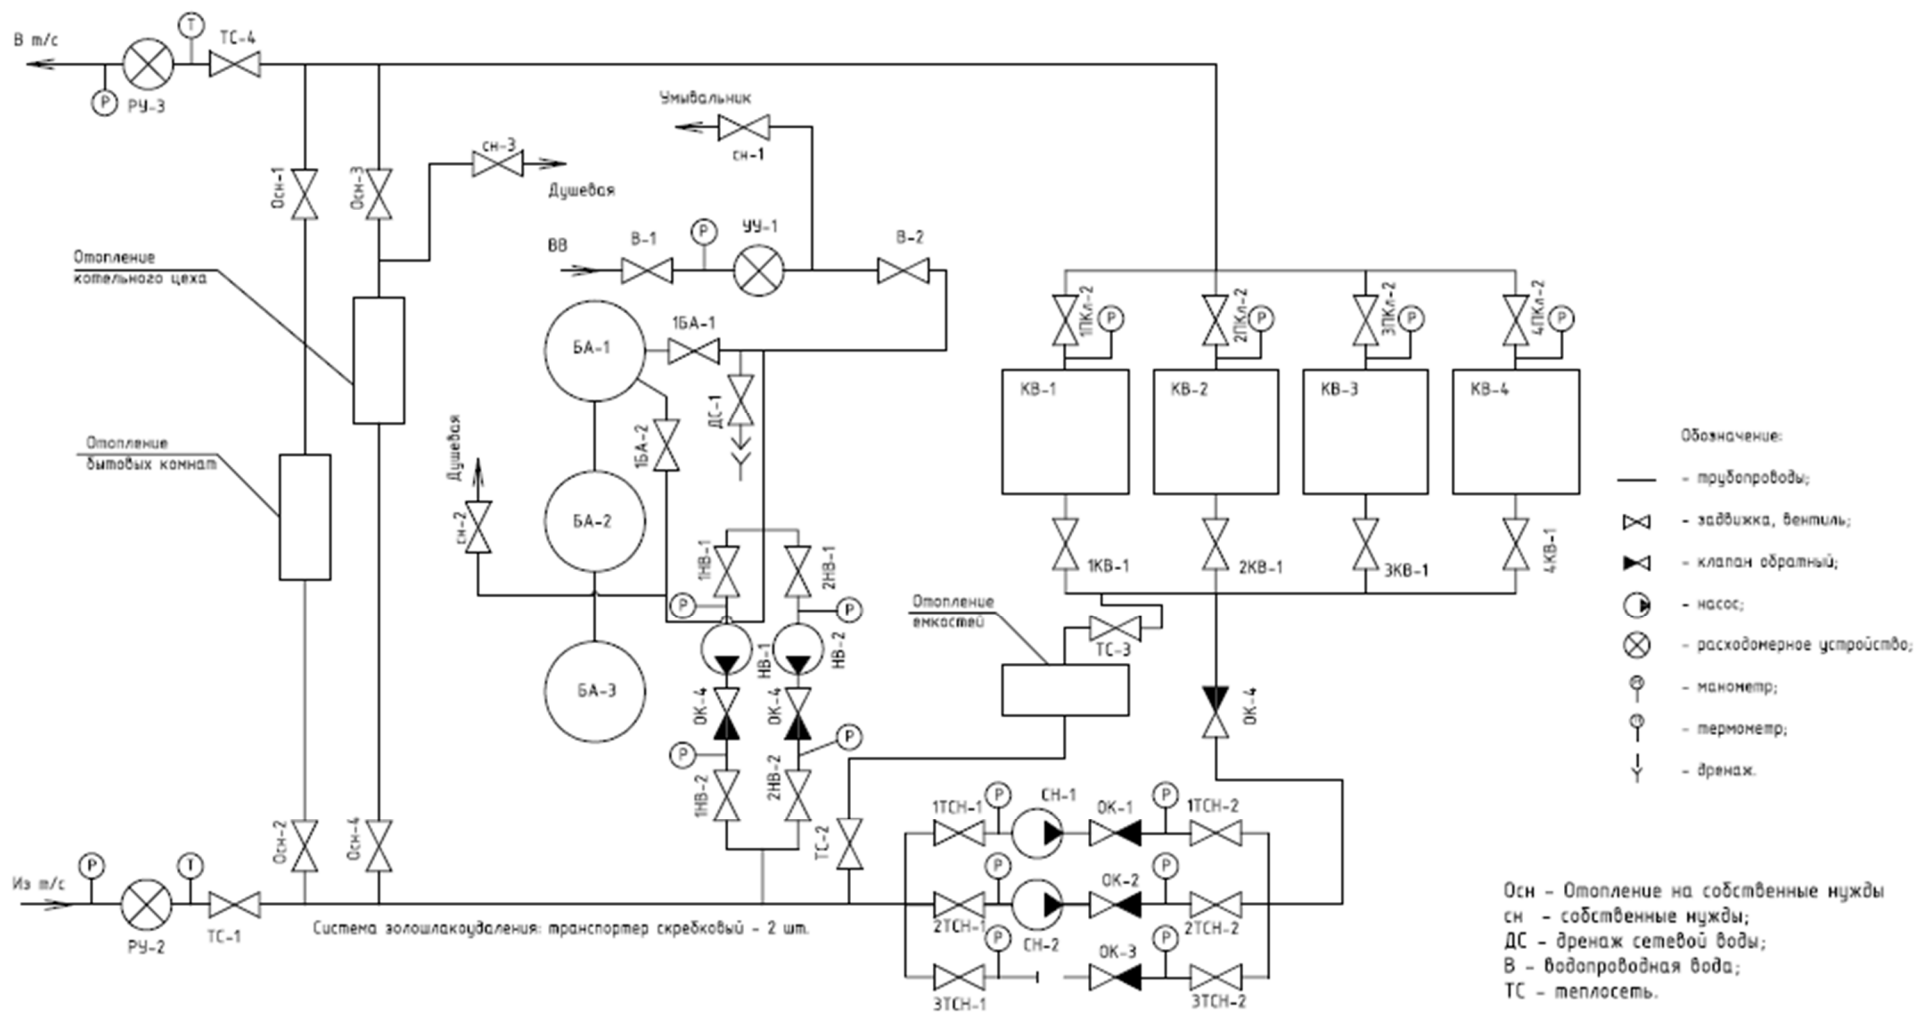 В т/с
Т
ТС-4
Р
РУ-3
Умывальник
сн-1
сн-3
Душевая
Осн-1
Осн-3
ВВ
В-1
Р
УУ-1
В-2
Отопление
котельного цеха
БА-1
1БА-1
ДС-1
1БА-2
Отопление
бытовых комнат
Душевая
сн-2
БА-2
БА-3
1НВ-1
2НВ-1
Р
Р
НВ-1
НВ-2
ОК-4
ОК-4
Р
Р
1НВ-2
2НВ-2
1ПКл-2
Р
2ПКл-2
Р
3ПКл-2
Р
4ПКл-2
Р
КВ-1
КВ-2
КВ-3
КВ-4
1КВ-1
2КВ-1
3КВ-1
4КВ-1
Отопление
емкостей
ТС-3
ОК-4
ТС-2
1ТСН-1
Р
СН-1
ОК-1
Р
1ТСН-2
Р
ОК-2
Р
2ТСН-1
СН-2
2ТСН-2
Р
ОК-3
Р
3ТСН-1
3ТСН-2
Осн-2
Осн-4
Из т/с
Р
Т
РУ-2
ТС-1
Система золошлакоудаления: транспортер скребковый - 2 шт.
Обозначение:
- трубопроводы;
- задвижка, вентиль;
- клапан обратный;
- насос;
- расходомерное устройство;
- манометр;
- термометр;
- дренаж.
Осн - Отопление на собственные нужды
сн - собственные нужды;
ДС - дренаж сетевой воды;
В - водопроводная вода;
ТС - теплосеть.